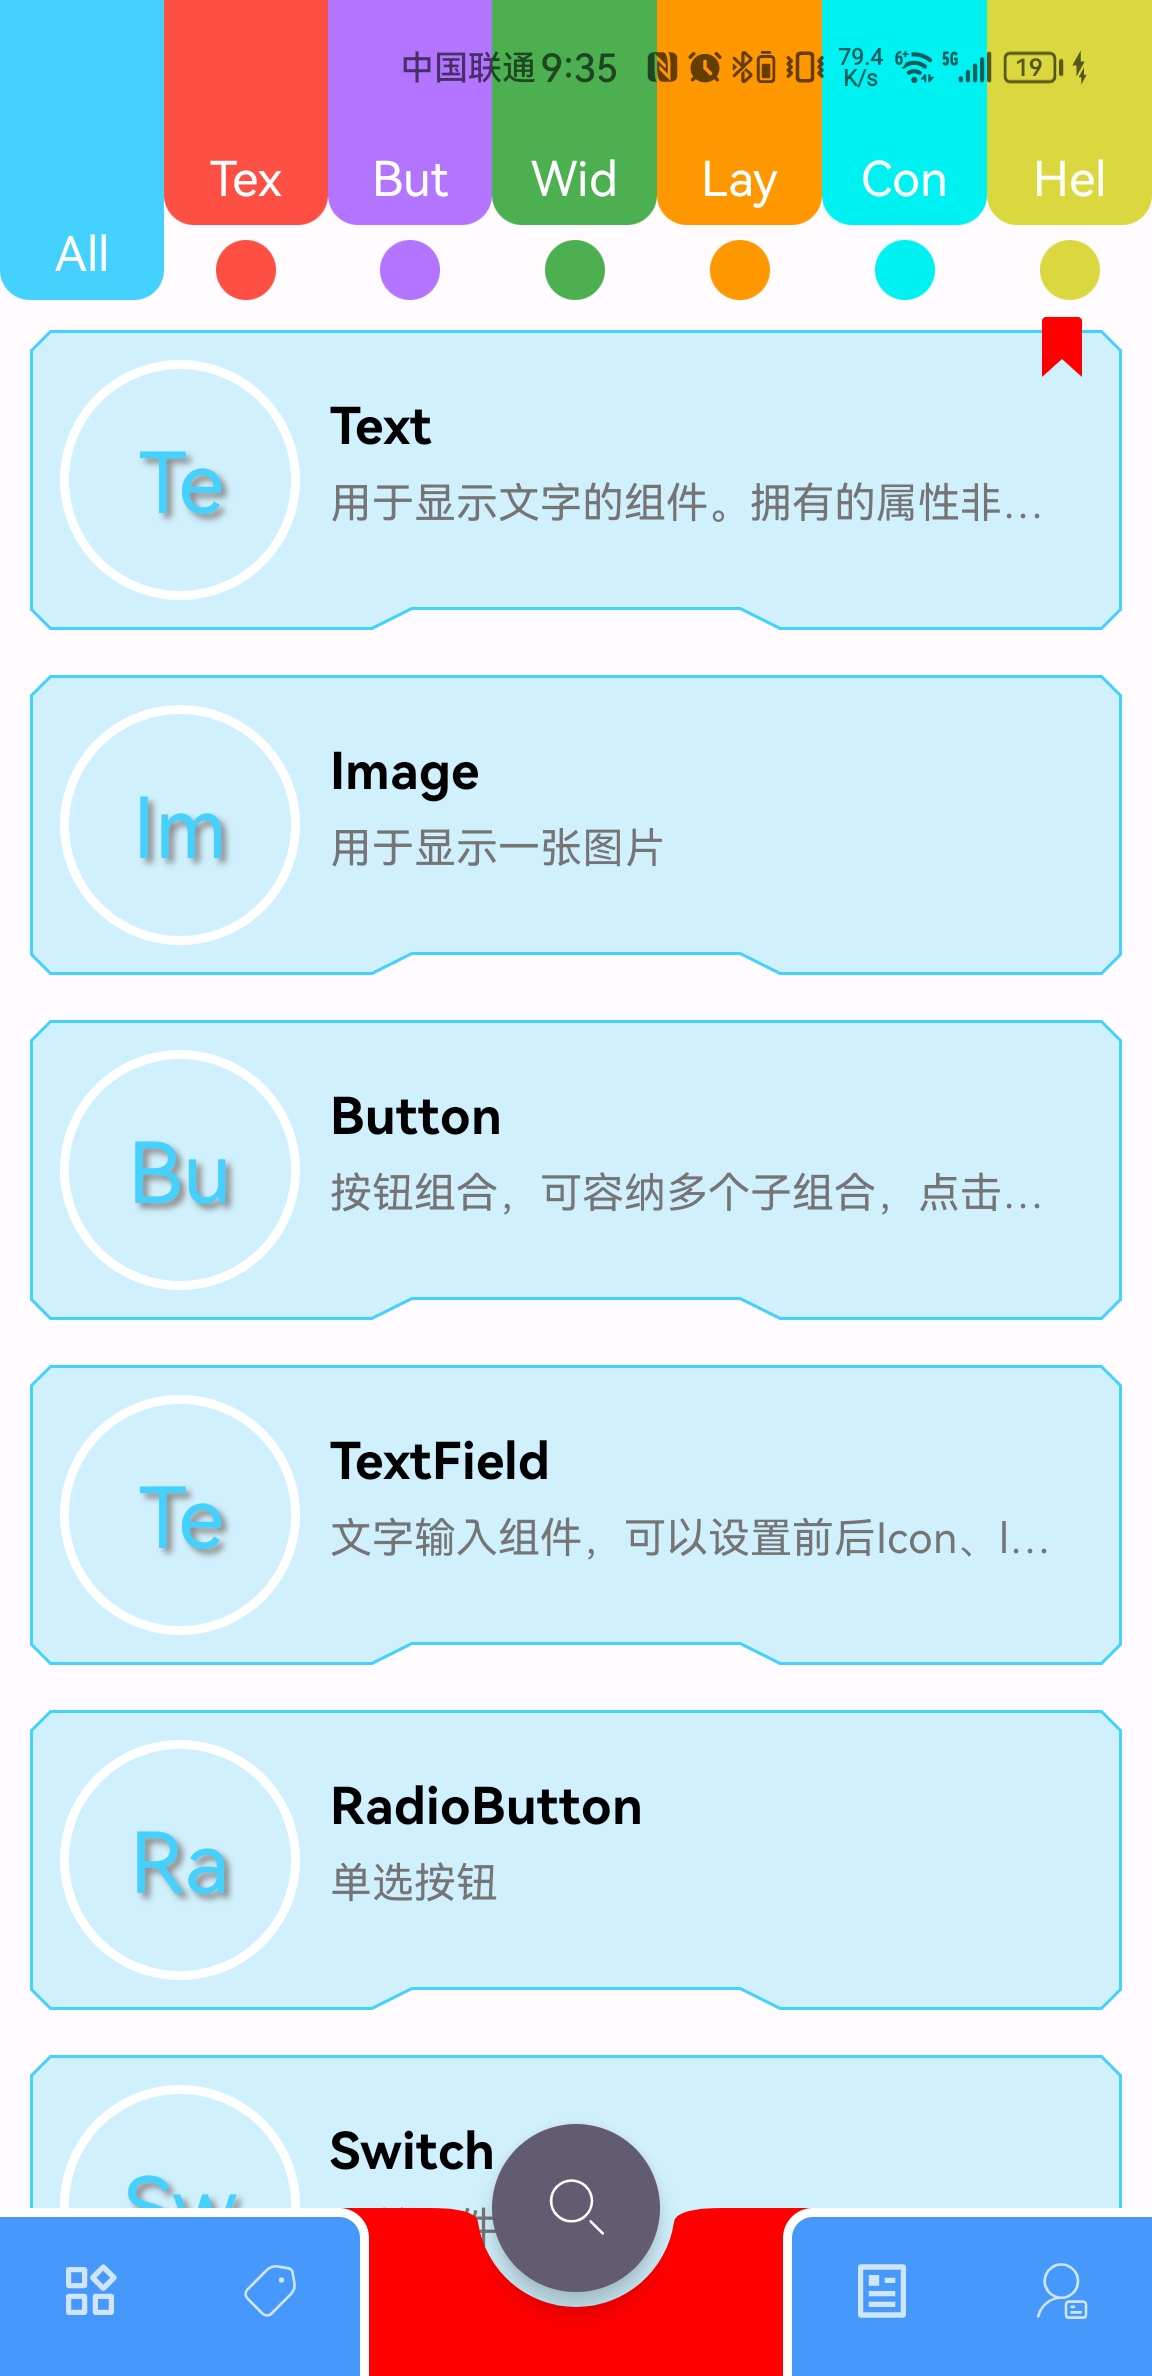 中国联通 9:35 79.4 K/s 6+ 5G 19
All Tex But Wid Lay Con Hel
Te
Text
用于显示文字的组件。拥有的属性非...
Im
Image
用于显示一张图片
Bu
Button
按钮组合，可容纳多个子组合，点击...
Te
TextField
文字输入组件，可以设置前后Icon、l...
Ra
RadioButton
单选按钮
Sw
Switch
件